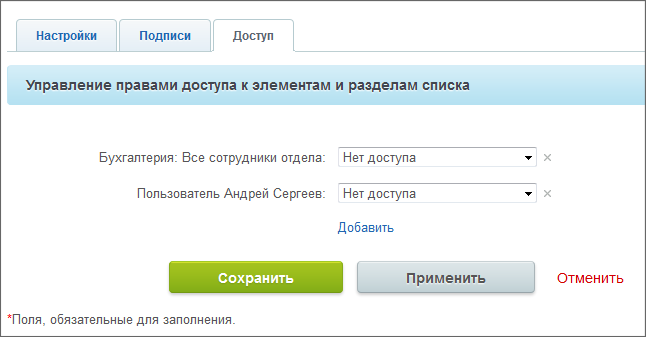 Настройки Подписи Доступ
Управление правами доступа к элементам и разделам списка
Бухгалтерия: Все сотрудники отдела: Нет доступа
Пользователь Андрей Сергеев: Нет доступа
Добавить
Сохранить Применить Отменить
*Поля, обязательные для заполнения.